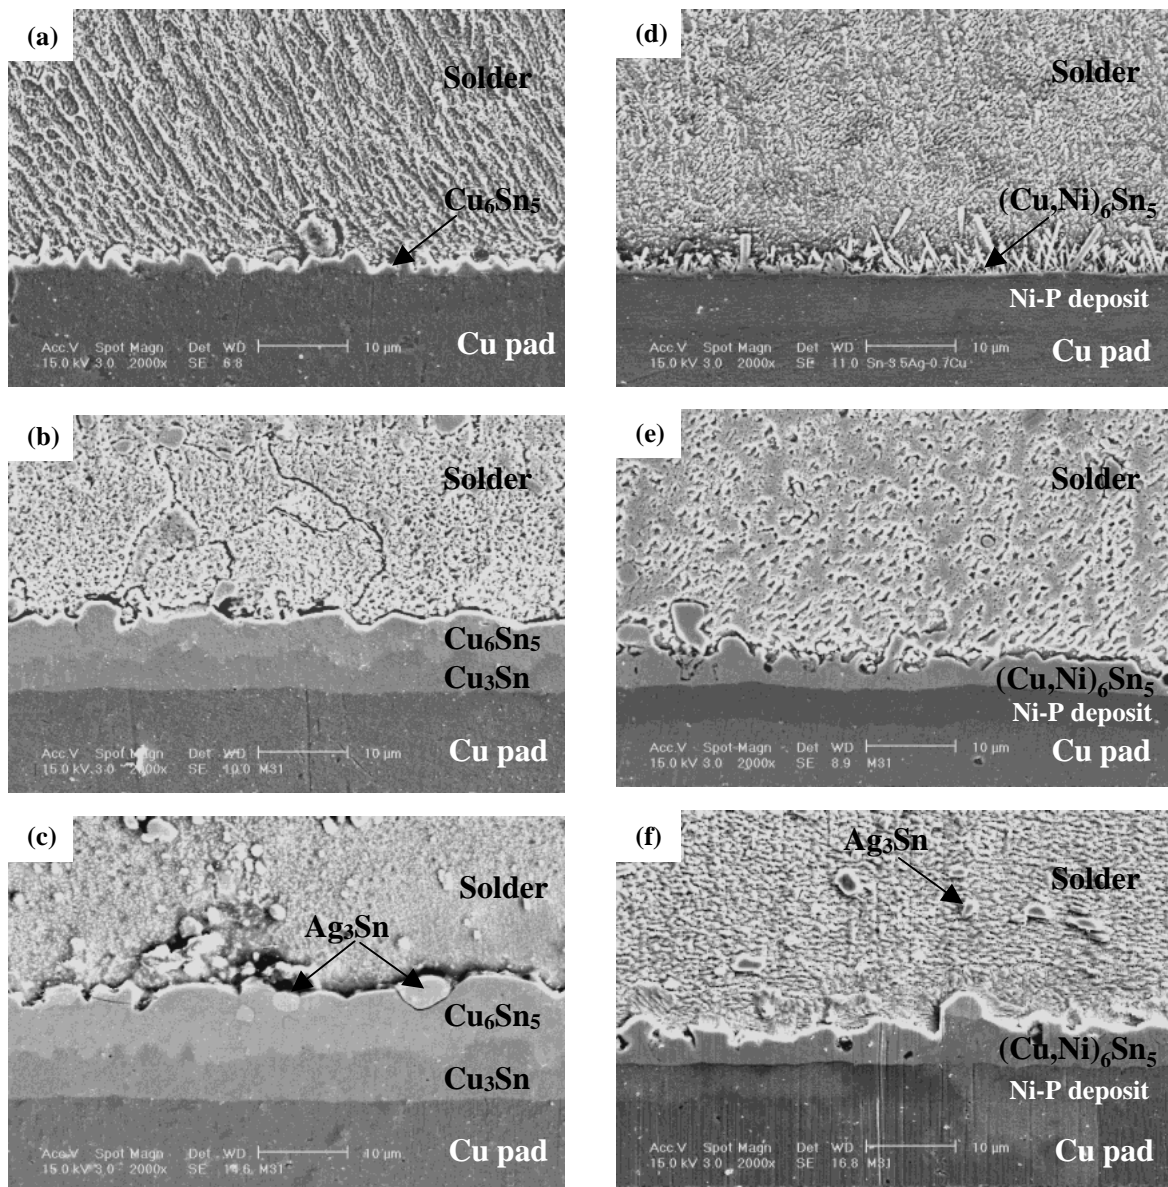 (a)
Solder
Cu₆Sn₅
Cu pad
Acc.V Spot Magn Det WD 10 µm
15.0 kV 3.0 2000x SE 6.8
(b)
Solder
Cu₆Sn₅
Cu₃Sn
Cu pad
Acc.V Spot Magn Det WD 10 µm
15.0 kV 3.0 2000x SE 10.0 M31
(c)
Solder
Ag₃Sn
Cu₆Sn₅
Cu₃Sn
Cu pad
Acc.V Spot Magn Det WD 10 µm
15.0 kV 3.0 2000x SE M31
(d)
Solder
(Cu,Ni)₆Sn₅
Ni-P deposit
Cu pad
Acc.V Spot Magn Det WD 10 µm
15.0 kV 3.0 2000x SE 11.0 Sn-3.5Ag-0.7Cu
(e)
Solder
(Cu,Ni)₆Sn₅
Ni-P deposit
Cu pad
Acc.V Spot Magn Det WD 10 µm
15.0 kV 3.0 2000x SE 8.9 M31
(f)
Ag₃Sn
Solder
(Cu,Ni)₆Sn₅
Ni-P deposit
Cu pad
Acc.V Spot Magn Det WD 10 µm
15.0 kV 3.0 2000x SE 16.8 M31